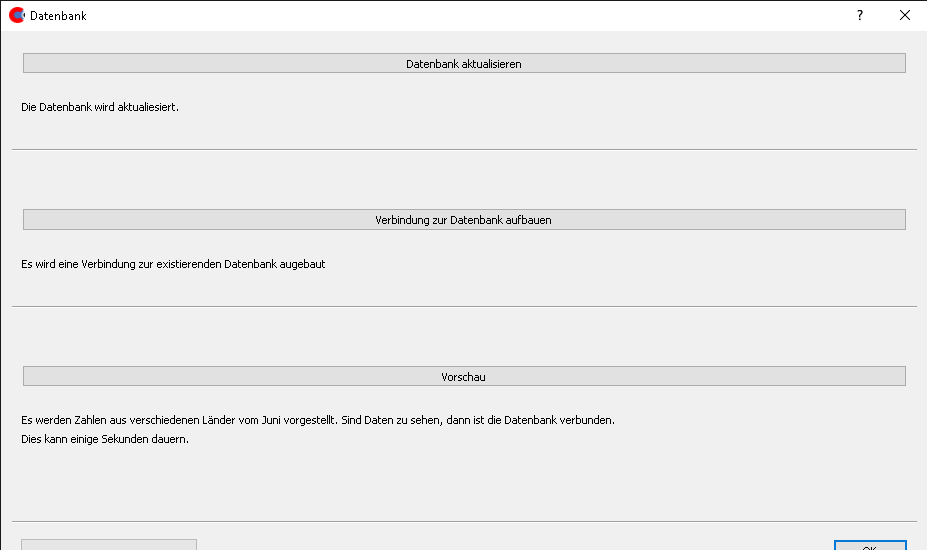 Datenbank
?
Datenbank aktualisieren
Die Datenbank wird aktualiesiert.
Verbindung zur Datenbank aufbauen
Es wird eine Verbindung zur existierenden Datenbank augebaut
Vorschau
Es werden Zahlen aus verschiedenen Länder vom Juni vorgestellt. Sind Daten zu sehen, dann ist die Datenbank verbunden.
Dies kann einige Sekunden dauern.
OK